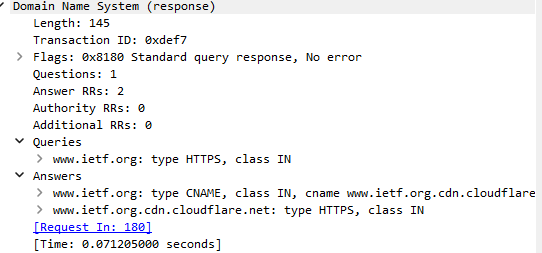 Domain Name System (response)
Length: 145
Transaction ID: 0xdef7
Flags: 0x8180 Standard query response, No error
Questions: 1
Answer RRs: 2
Authority RRs: 0
Additional RRs: 0
Queries
www.ietf.org: type HTTPS, class IN
Answers
www.ietf.org: type CNAME, class IN, cname www.ietf.org.cdn.cloudflare
www.ietf.org.cdn.cloudflare.net: type HTTPS, class IN
[Request In: 180]
[Time: 0.071205000 seconds]